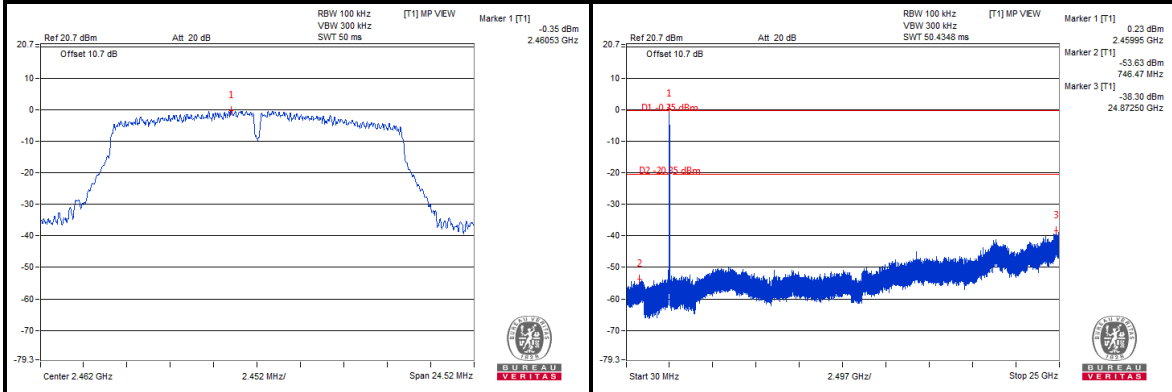 RBW 100 kHz [T1] MP VIEW
VBW 300 kHz
Ref 20.7 dBm Att 20 dB SWT 50 ms
Marker 1 [T1]
-0.35 dBm
2.46053 GHz
20.7
Offset 10.7 dB
10
1
0
-10
-20
-30
-40
-50
-60
-70
-79.3
Center 2.462 GHz 2.452 MHz/ Span 24.52 MHz
BUREAU VERITAS
1828
BUREAU
VERITAS
RBW 100 kHz [T1] MP VIEW
VBW 300 kHz
Ref 20.7 dBm Att 20 dB SWT 50.4348 ms
Marker 1 [T1]
0.23 dBm
2.45995 GHz
Marker 2 [T1]
-53.63 dBm
746.47 MHz
Marker 3 [T1]
-38.30 dBm
24.87250 GHz
20.7
Offset 10.7 dB
10
1
D1 -0.35 dBm
0
-10
D2 -20.35 dBm
-20
-30
3
-40
2
-50
-60
-70
-79.3
Start 30 MHz 2.497 GHz/ Stop 25 GHz
BUREAU VERITAS
1828
BUREAU
VERITAS